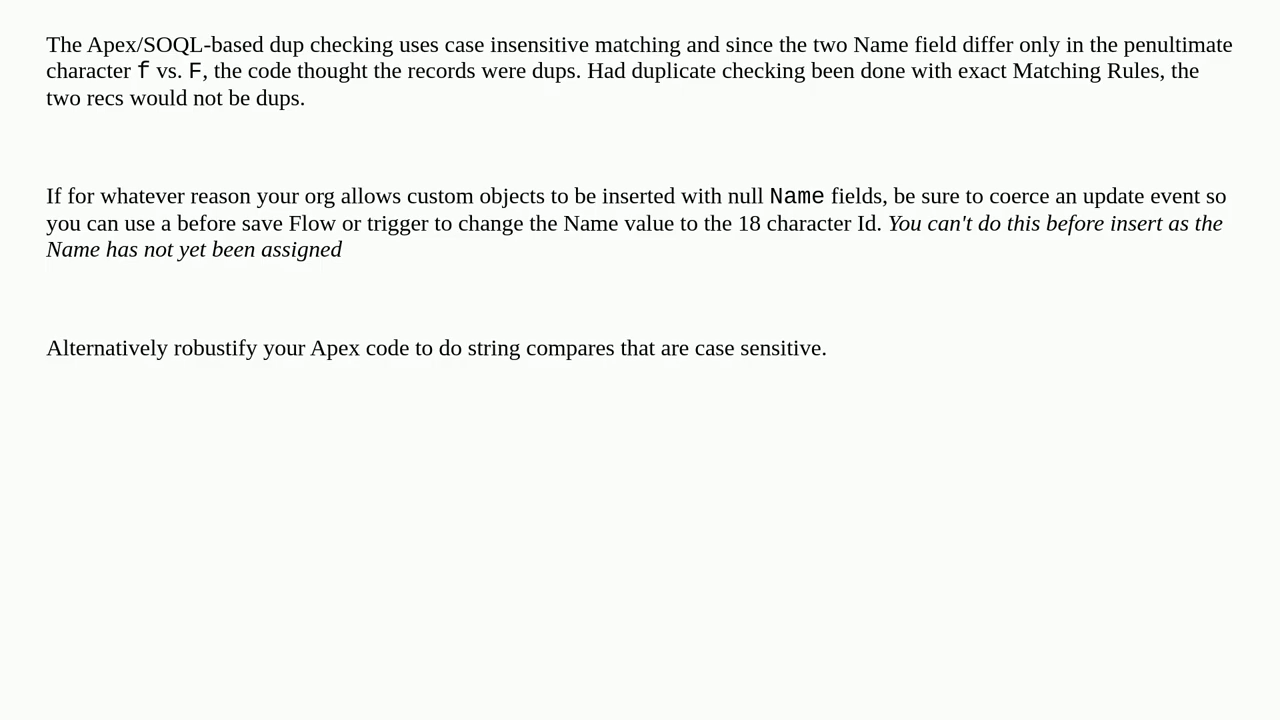 The Apex/SOQL-based dup checking uses case insensitive matching and since the two Name field differ only in the penultimate
character f vs. F, the code thought the records were dups. Had duplicate checking been done with exact Matching Rules, the
two recs would not be dups.
If for whatever reason your org allows custom objects to be inserted with null Name fields, be sure to coerce an update event so
you can use a before save Flow or trigger to change the Name value to the 18 character Id. You can't do this before insert as the
Name has not yet been assigned
Alternatively robustify your Apex code to do string compares that are case sensitive.